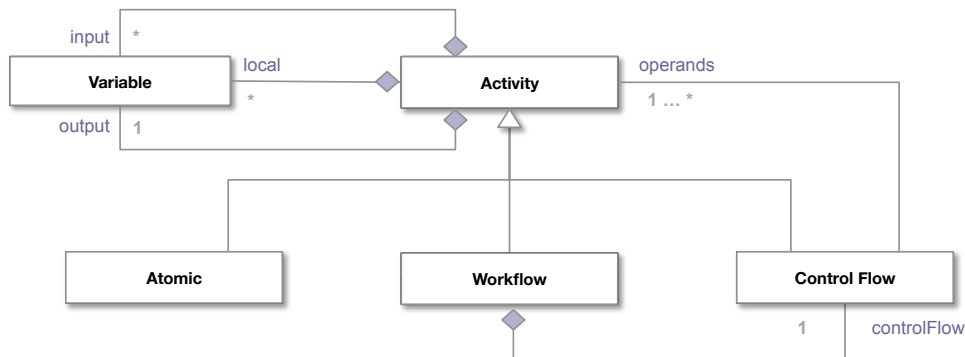 input *
Variable
local
*
Activity
operands
1 ... *
output 1
Atomic
Workflow
Control Flow
1 controlFlow